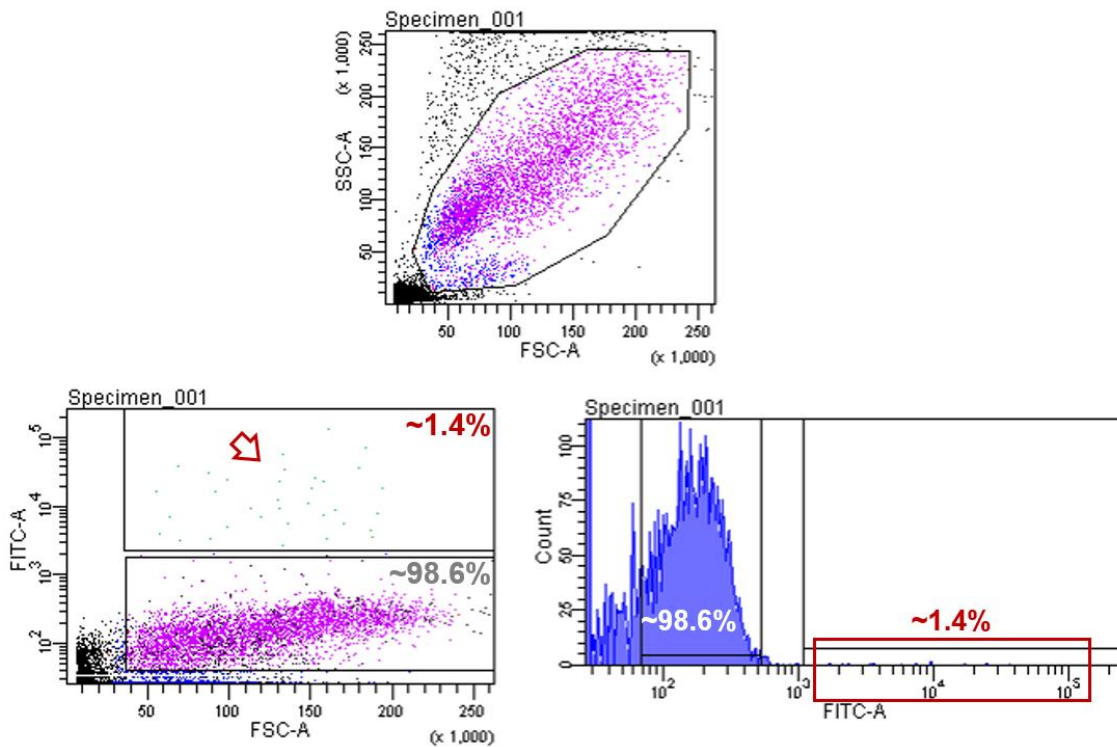 Specimen_001
(x 1,000)
SSC-A
250
200
150
100
50
50 100 150 200 250
FSC-A
(x 1,000)
Specimen_001
~1.4%
FITC-A
10^5
10^4
10^3
10^2
~98.6%
50 100 150 200 250
FSC-A
(x 1,000)
Specimen_001
Count
100
75
50
25
0
~98.6%
~1.4%
10^2 10^3 10^4 10^5
FITC-A